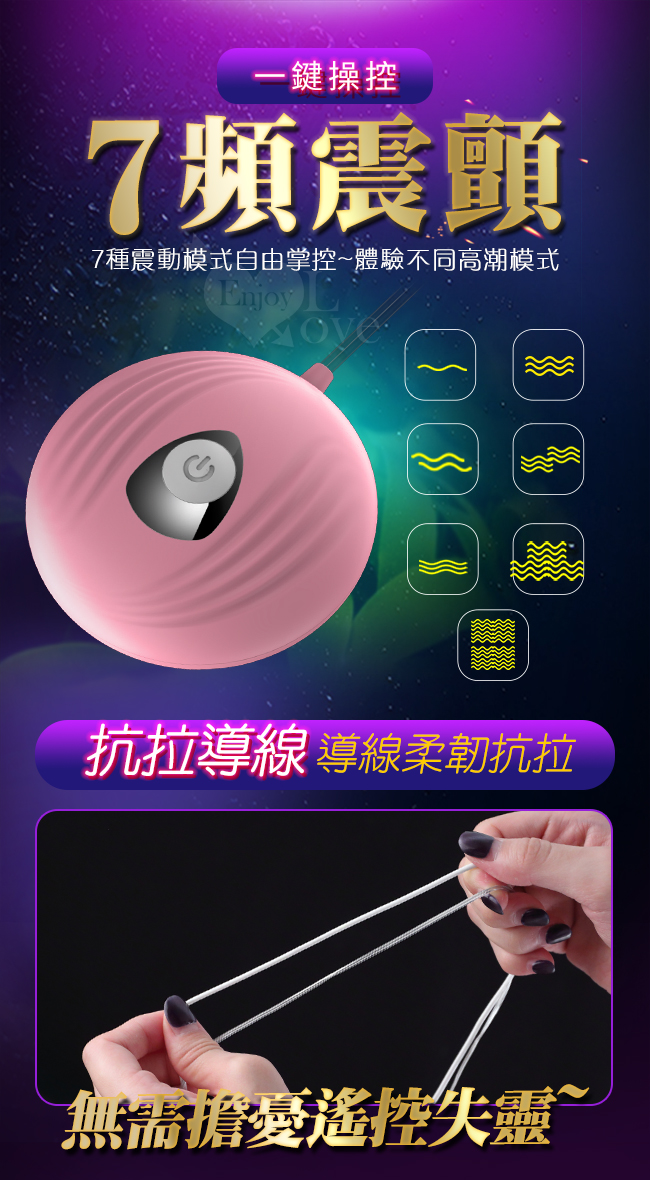 一鍵操控
7頻震顫
7種震動模式自由掌控~體驗不同高潮模式
Enjoy Love
抗拉導線 導線柔韌抗拉
無需擔憂遙控失靈~